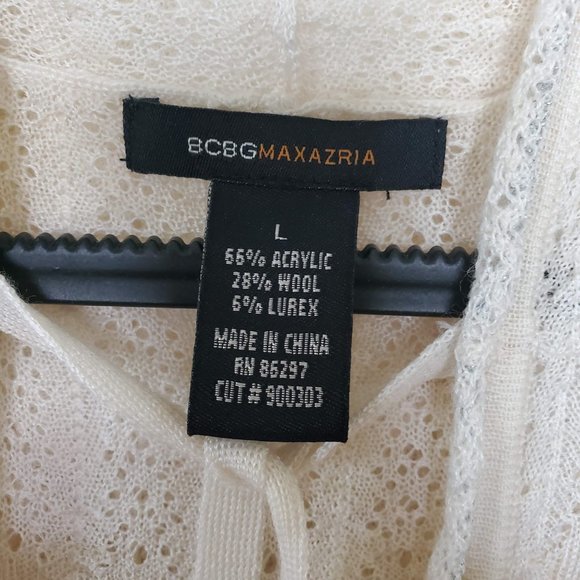 BCBGMAXAZRIA
L
66% ACRYLIC
28% WOOL
6% LUREX
MADE IN CHINA
RN 86297
CUT# 900303